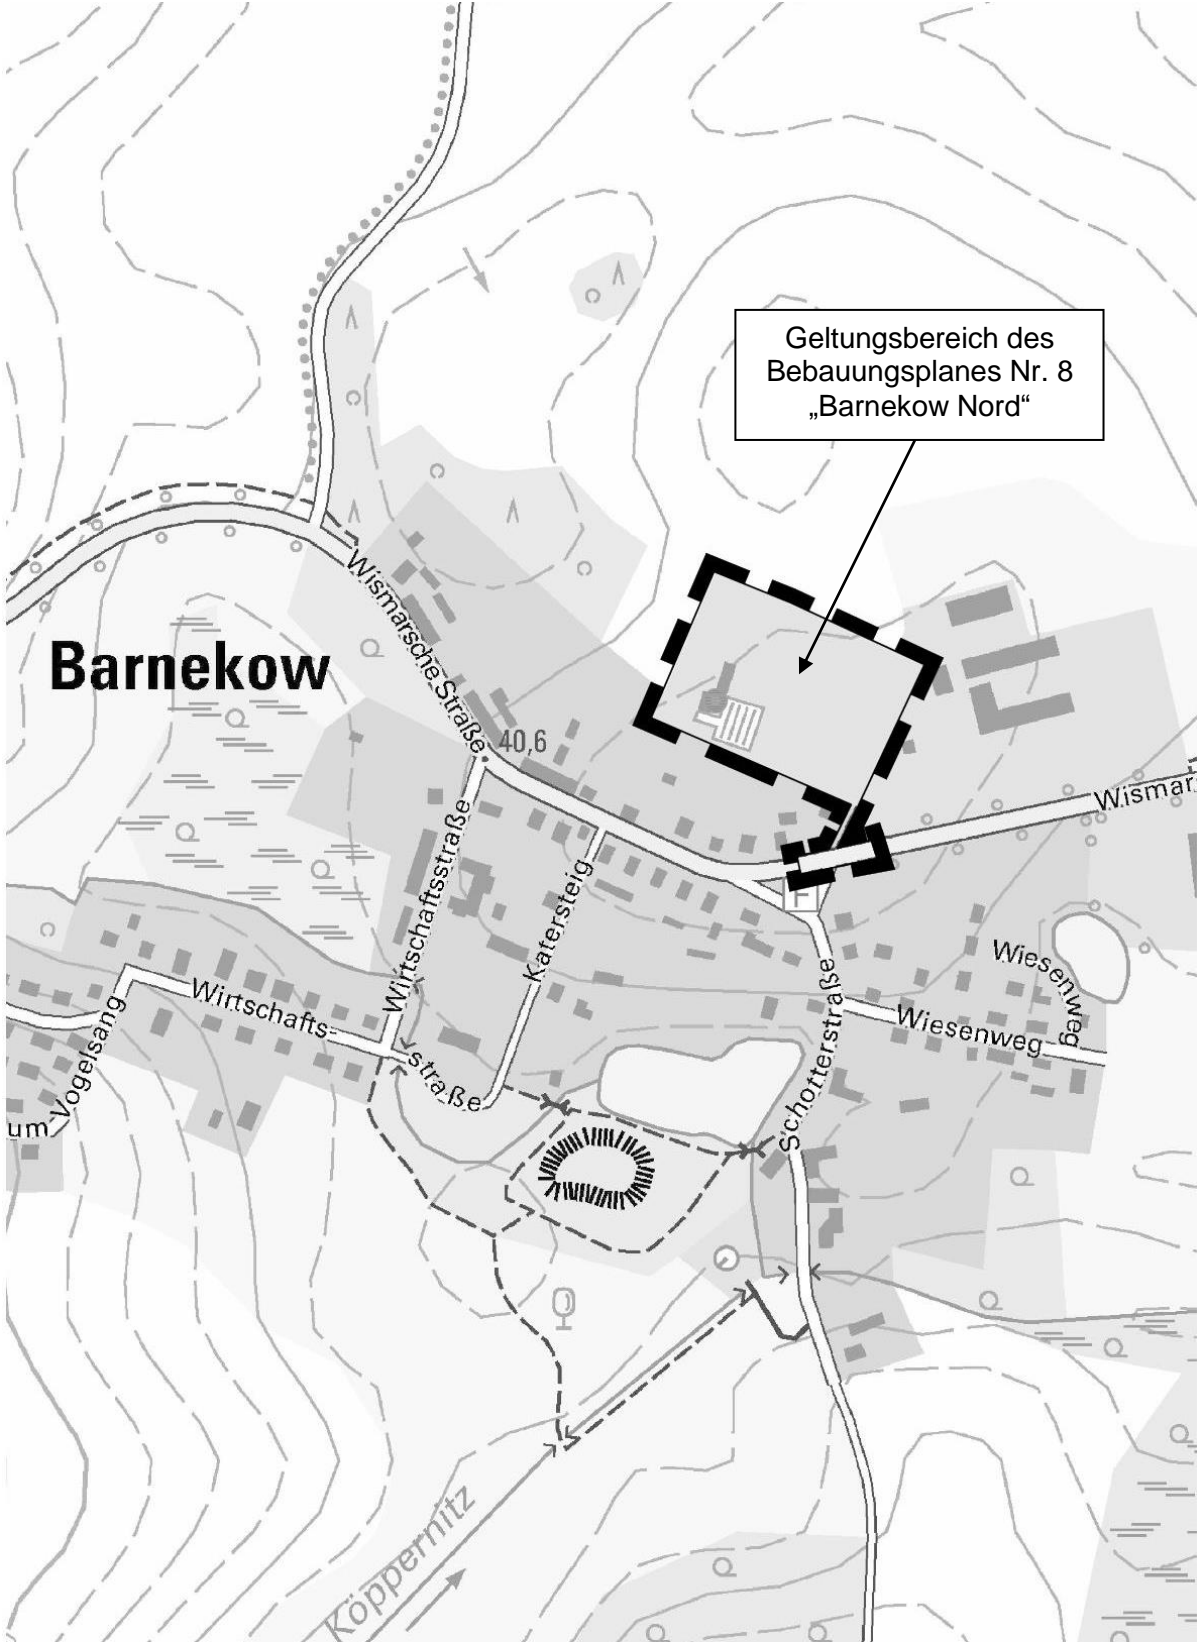 Geltungsbereich des
Bebauungsplanes Nr. 8
„Barnekow Nord“
Wismarsche Straße
Barnekow
40,6
Wismar
Wirtschaftsstraße
Katersteig
F
Wiesenweg
Wirtschafts-
straße
Vogelsang
um
Schotterstraße
Wiesenweg
Köppernitz